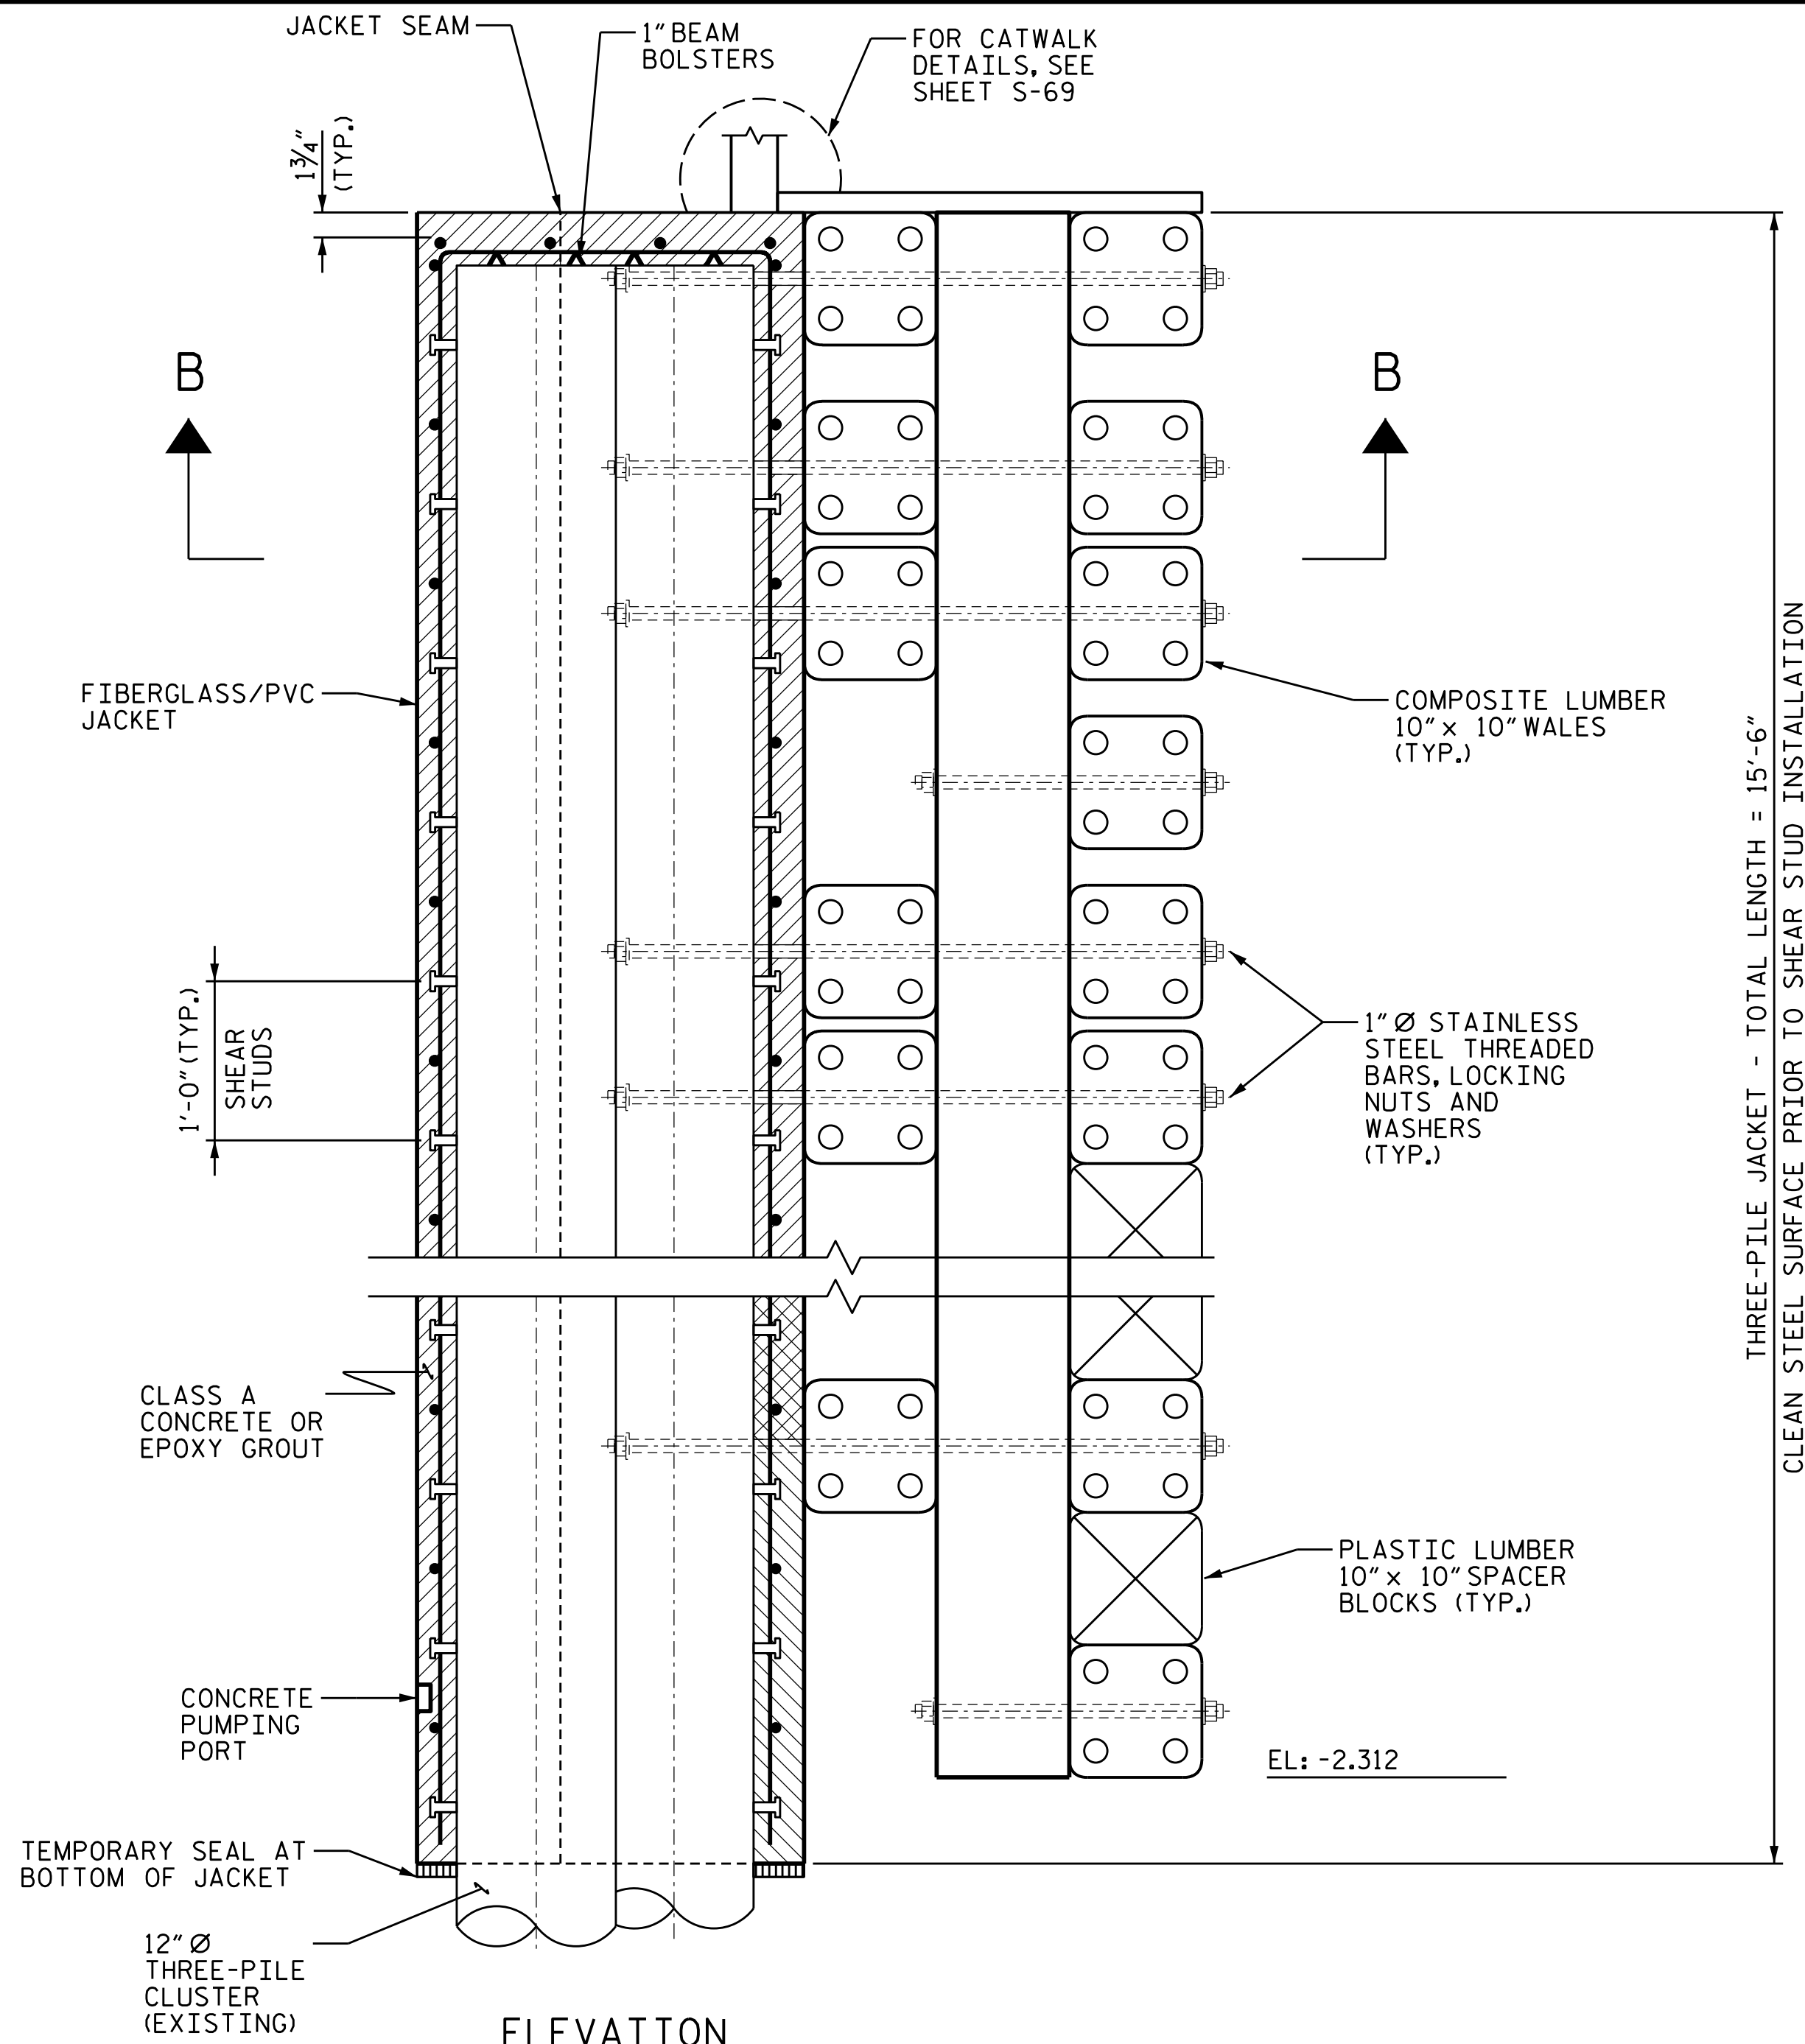 JACKET SEAM
1" BEAM
BOLSTERS
FOR CATWALK
DETAILS, SEE
SHEET S-69
1¾"
(TYP.)
B
B
FIBERGLASS/PVC
JACKET
COMPOSITE LUMBER
10" x 10" WALES
(TYP.)
1'-0" (TYP.)
SHEAR
STUDS
1" Ø STAINLESS
STEEL THREADED
BARS, LOCKING
NUTS AND
WASHERS
(TYP.)
THREE-PILE JACKET - TOTAL LENGTH = 15'-6"
CLEAN STEEL SURFACE PRIOR TO SHEAR STUD INSTALLATION
CLASS A
CONCRETE OR
EPOXY GROUT
PLASTIC LUMBER
10" x 10" SPACER
BLOCKS (TYP.)
CONCRETE
PUMPING
PORT
EL: -2.312
TEMPORARY SEAL AT
BOTTOM OF JACKET
12" Ø
THREE-PILE
CLUSTER
(EXISTING)
ELEVATION